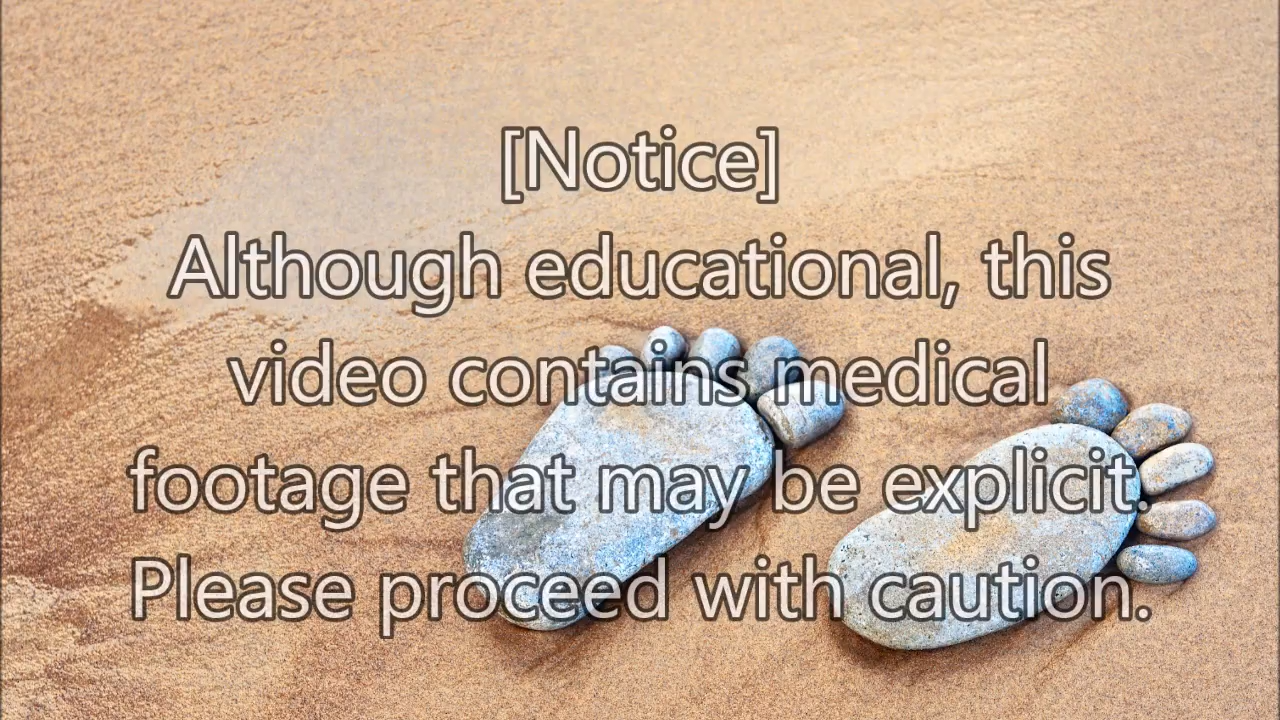 [Notice]
Although educational, this
video contains medical
footage that may be explicit.
Please proceed with caution.